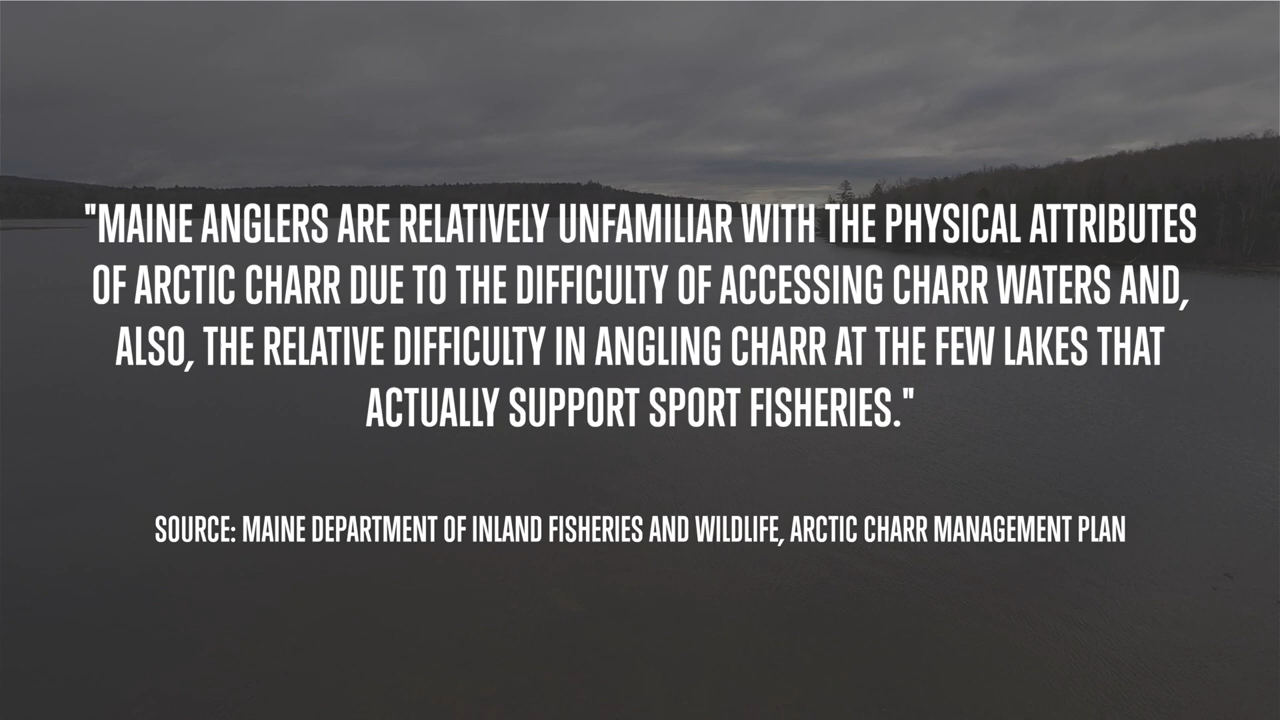 "MAINE ANGLERS ARE RELATIVELY UNFAMILIAR WITH THE PHYSICAL ATTRIBUTES
OF ARCTIC CHARR DUE TO THE DIFFICULTY OF ACCESSING CHARR WATERS AND,
ALSO, THE RELATIVE DIFFICULTY IN ANGLING CHARR AT THE FEW LAKES THAT
ACTUALLY SUPPORT SPORT FISHERIES."
SOURCE: MAINE DEPARTMENT OF INLAND FISHERIES AND WILDLIFE, ARCTIC CHARR MANAGEMENT PLAN